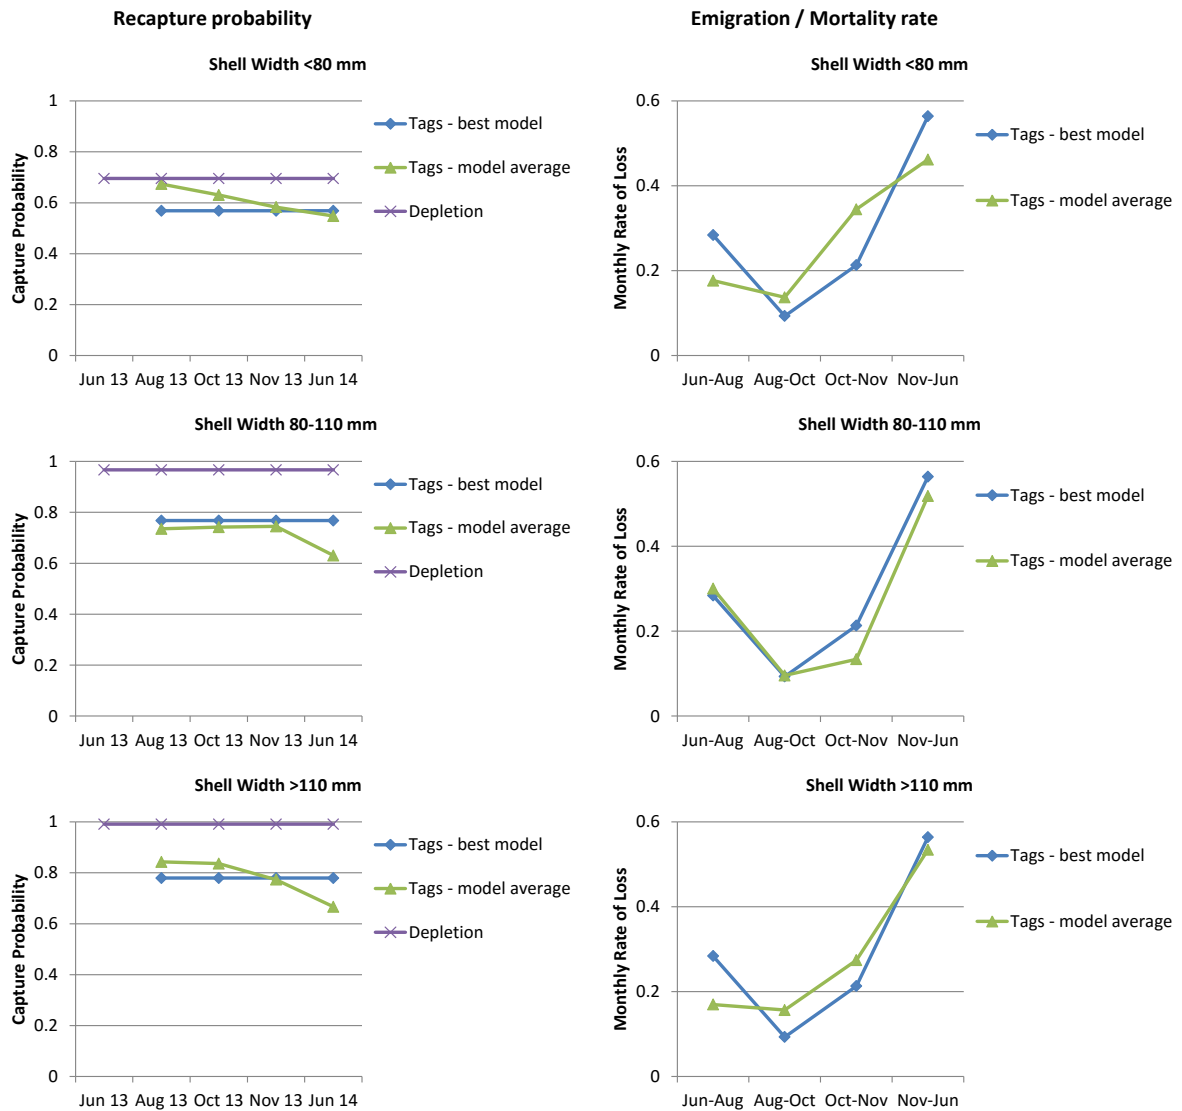 Recapture probability
Emigration / Mortality rate
Shell Width <80 mm
Capture Probability
1
0.8
0.6
0.4
0.2
0
Jun 13 Aug 13 Oct 13 Nov 13 Jun 14
Tags - best model
Tags - model average
Depletion
Shell Width <80 mm
Monthly Rate of Loss
0.6
0.4
0.2
0
Jun-Aug Aug-Oct Oct-Nov Nov-Jun
Tags - best model
Tags - model average
Shell Width 80-110 mm
Capture Probability
1
0.8
0.6
0.4
0.2
0
Jun 13 Aug 13 Oct 13 Nov 13 Jun 14
Tags - best model
Tags - model average
Depletion
Shell Width 80-110 mm
Monthly Rate of Loss
0.6
0.4
0.2
0
Jun-Aug Aug-Oct Oct-Nov Nov-Jun
Tags - best model
Tags - model average
Shell Width >110 mm
Capture Probability
1
0.8
0.6
0.4
0.2
0
Jun 13 Aug 13 Oct 13 Nov 13 Jun 14
Tags - best model
Tags - model average
Depletion
Shell Width >110 mm
Monthly Rate of Loss
0.6
0.4
0.2
0
Jun-Aug Aug-Oct Oct-Nov Nov-Jun
Tags - best model
Tags - model average